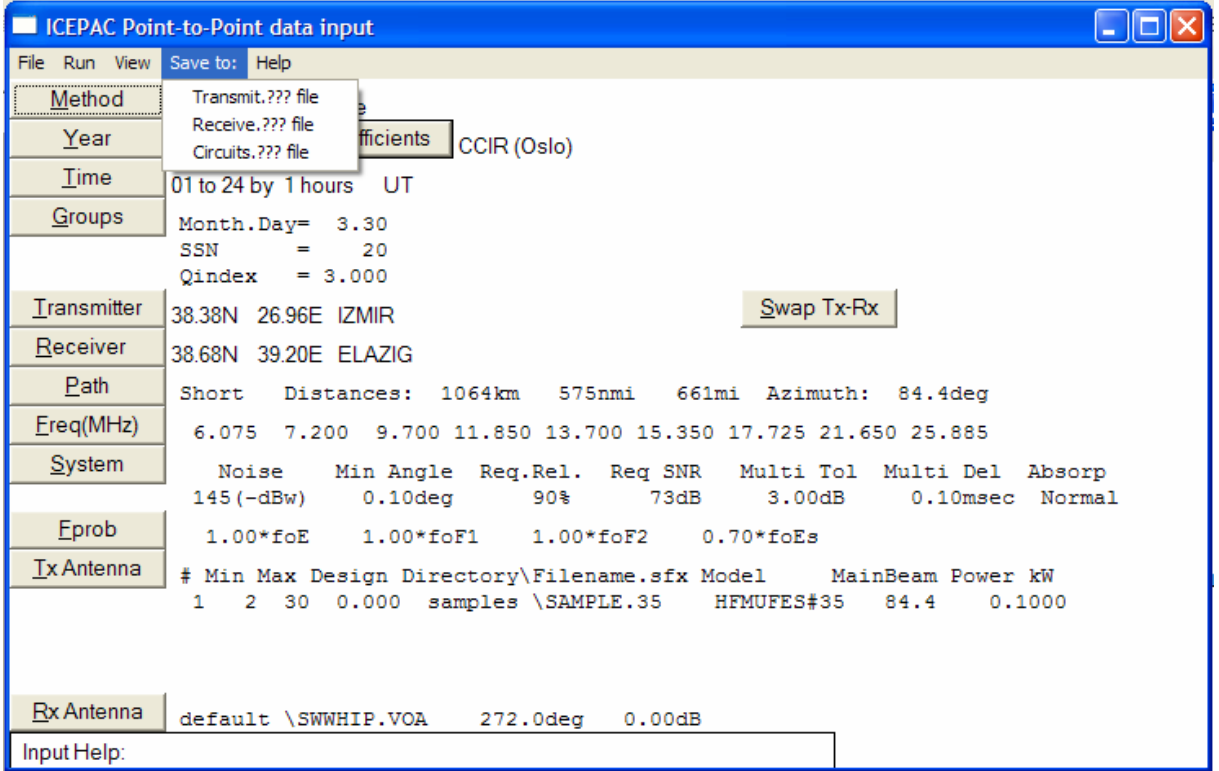 ICEPAC Point-to-Point data input
File Run View Save to: Help
Transmit.??? file
Receive.??? file
Circuits.??? file
Method
Year
CCIR (Oslo)
Time 01 to 24 by 1 hours UT
Groups Month.Day= 3.30
SSN = 20
Qindex = 3.000
Transmitter 38.38N 26.96E IZMIR Swap Tx-Rx
Receiver 38.68N 39.20E ELAZIG
Path Short Distances: 1064km 575nmi 661mi Azimuth: 84.4deg
Freq(MHz) 6.075 7.200 9.700 11.850 13.700 15.350 17.725 21.650 25.885
System Noise Min Angle Req.Rel. Req SNR Multi Tol Multi Del Absorp
145(-dBw) 0.10deg 90% 73dB 3.00dB 0.10msec Normal
Fprob 1.00*foE 1.00*foF1 1.00*foF2 0.70*foEs
Tx Antenna # Min Max Design Directory\Filename.sfx Model MainBeam Power kW
1 2 30 0.000 samples \SAMPLE.35 HFMUFES#35 84.4 0.1000
Rx Antenna default \SWWHIP.VOA 272.0deg 0.00dB
Input Help: